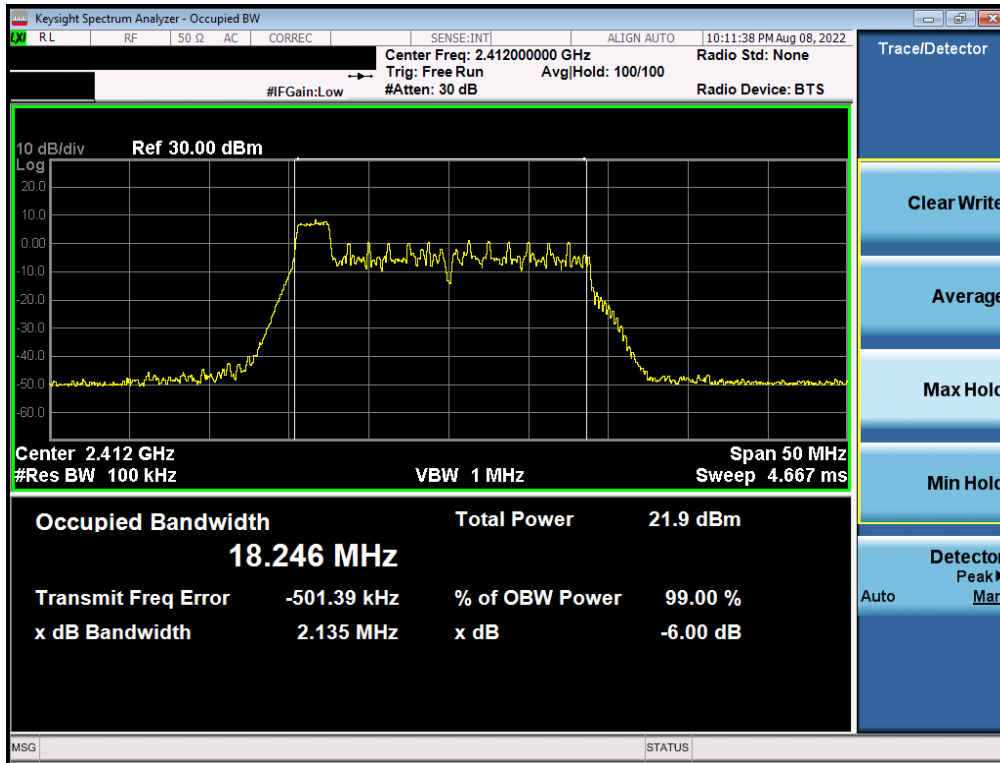 Keysight Spectrum Analyzer - Occupied BW
LXI RL RF 50 Ω AC CORREC SENSE:INT ALIGN AUTO 10:11:38 PM Aug 08, 2022
Center Freq: 2.412000000 GHz Radio Std: None
Trig: Free Run Avg|Hold: 100/100
#IFGain:Low #Atten: 30 dB Radio Device: BTS
Trace/Detector
10 dB/div Ref 30.00 dBm
Log
20.0
10.0
0.00
-10.0
-20.0
-30.0
-40.0
-50.0
-60.0
Center 2.412 GHz Span 50 MHz
#Res BW 100 kHz VBW 1 MHz Sweep 4.667 ms
Occupied Bandwidth Total Power 21.9 dBm
18.246 MHz
Transmit Freq Error -501.39 kHz % of OBW Power 99.00 %
x dB Bandwidth 2.135 MHz x dB -6.00 dB
Clear Write
Average
Max Hold
Min Hold
Detector
Peak
Auto Man
MSG STATUS